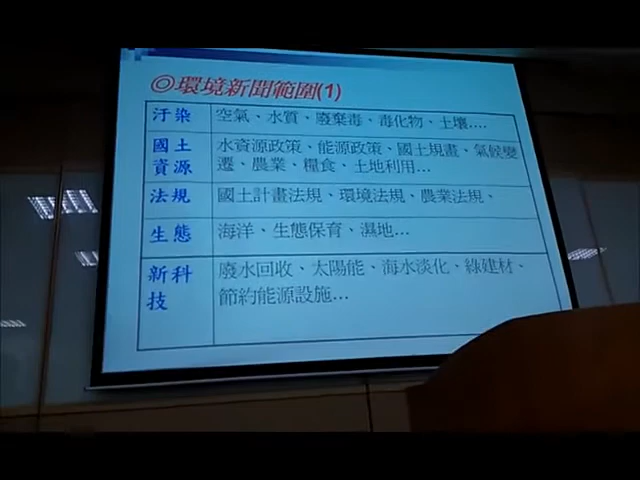 ◎環境新聞範圍(1)
汙染 空氣、水質、廢棄毒、毒化物、土壤....
國土資源 水資源政策、能源政策、國土規畫、氣候變
遷、農業、糧食、土地利用...
法規 國土計畫法規、環境法規、農業法規、
生態 海洋、生態保育、濕地...
新科技 廢水回收、太陽能、海水淡化、綠建材、
節約能源設施...